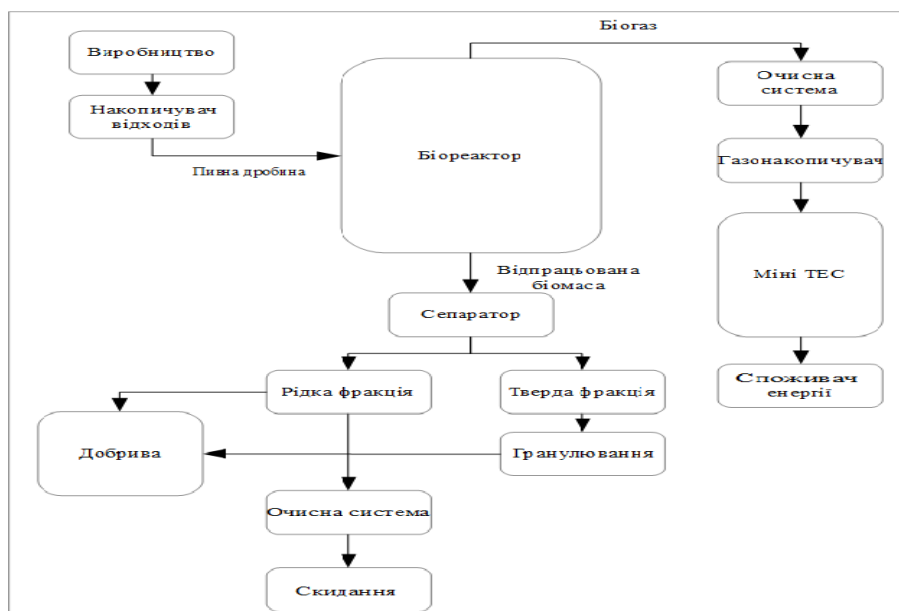 Біогаз
Виробництво
Очисна
система
Накопичувач
відходів
Біореактор
Газонакопичувач
Пивна дробина
Відпрацьована
біомаса
Міні ТЕС
Сепаратор
Рідка фракція
Тверда фракція
Споживач
енергії
Добрива
Гранулювання
Очисна система
Скидання